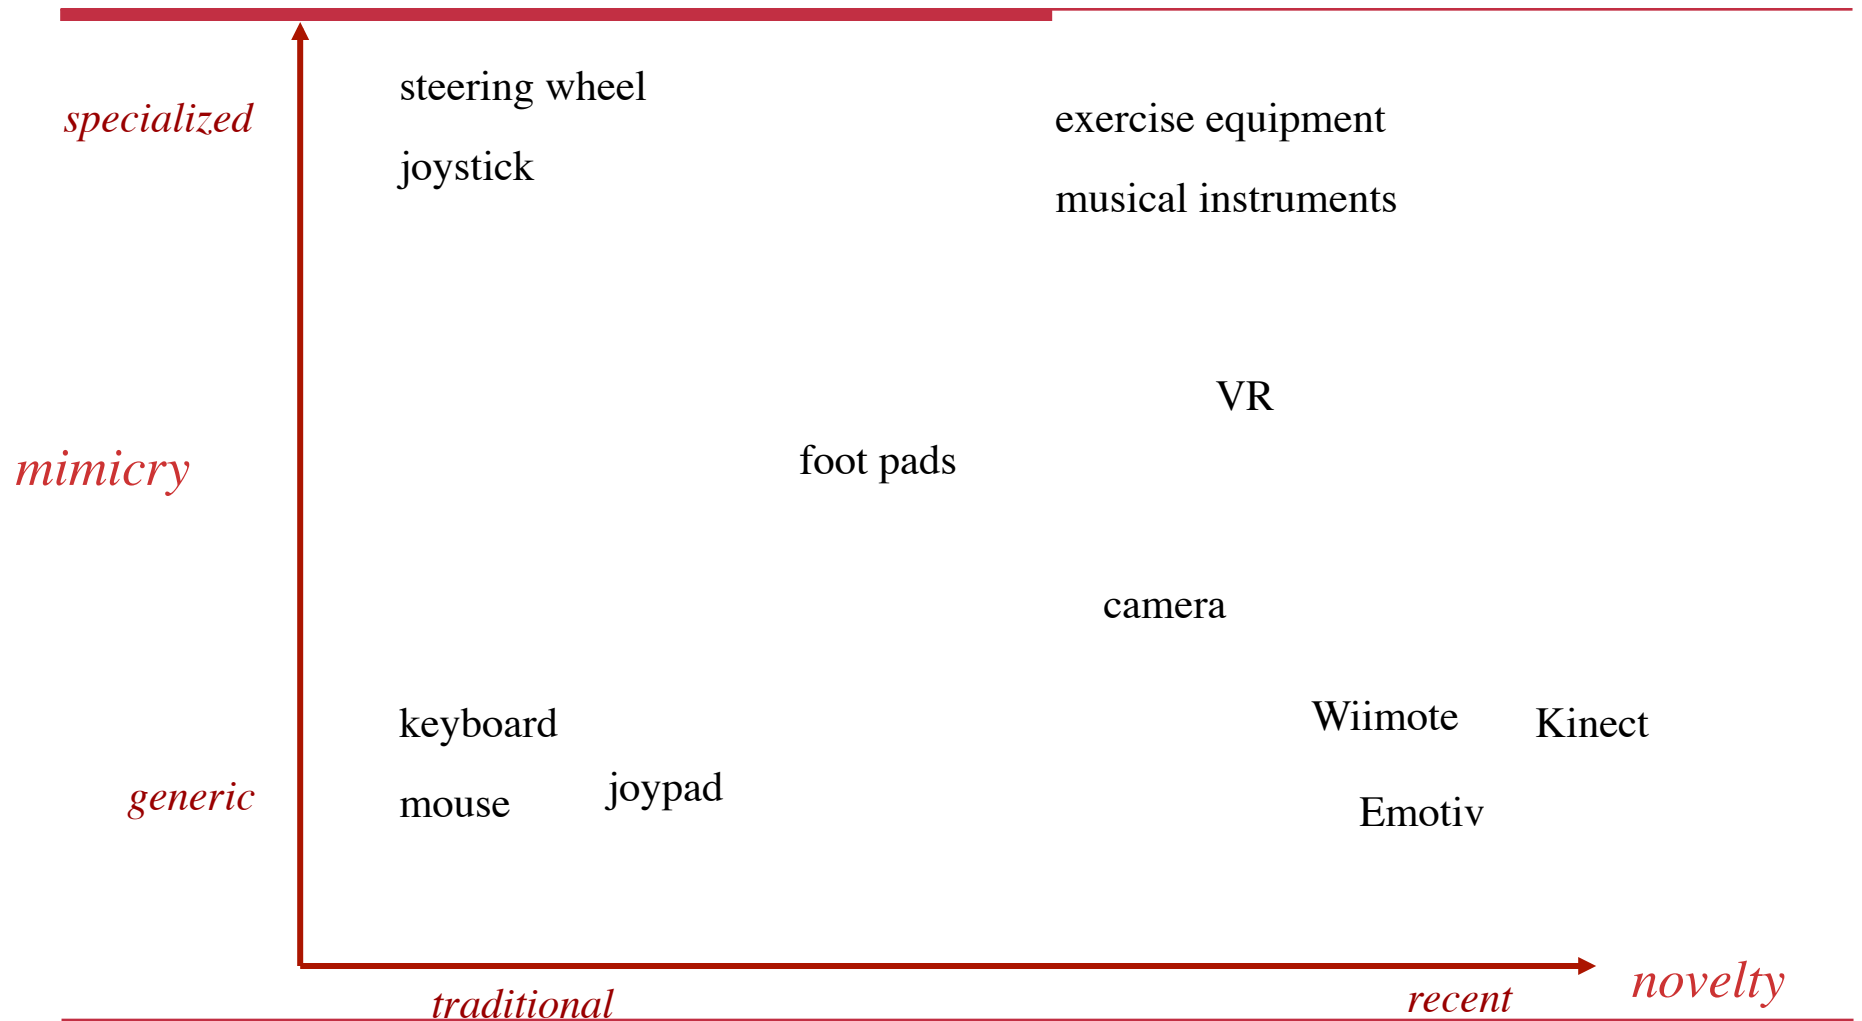 steering wheel
specialized
exercise equipment
joystick
musical instruments
VR
mimicry
foot pads
camera
keyboard
Wiimote
Kinect
generic
mouse
joypad
Emotiv
traditional
recent
novelty